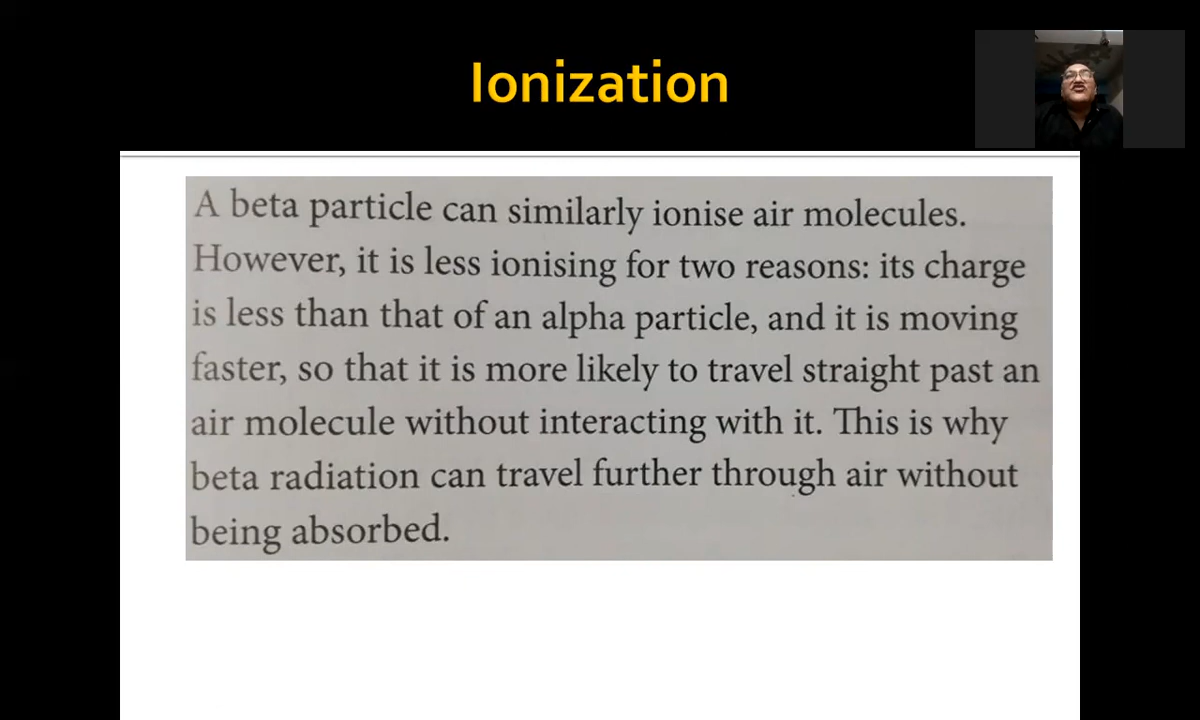 Ionization
A beta particle can similarly ionise air molecules.
However, it is less ionising for two reasons: its charge
is less than that of an alpha particle, and it is moving
faster, so that it is more likely to travel straight past an
air molecule without interacting with it. This is why
beta radiation can travel further through air without
being absorbed.